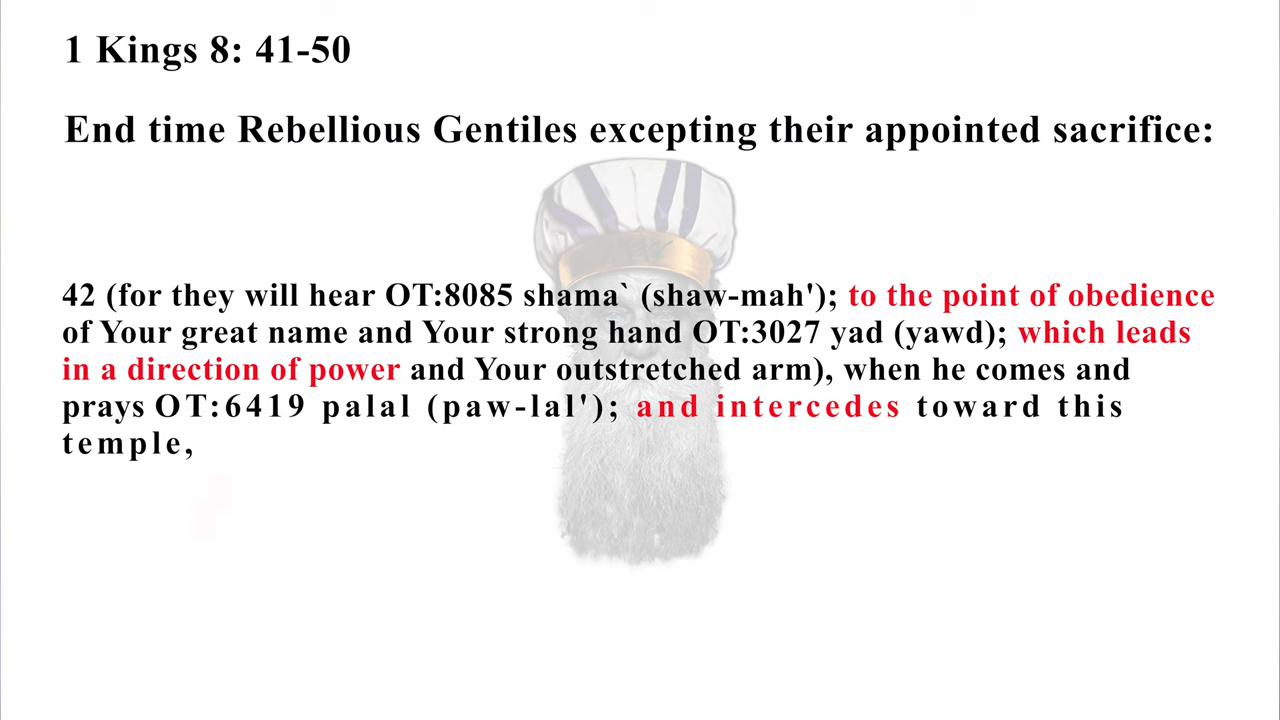 1 Kings 8: 41-50
End time Rebellious Gentiles excepting their appointed sacrifice:
42 (for they will hear OT:8085 shama` (shaw-mah'); to the point of obedience
of Your great name and Your strong hand OT:3027 yad (yawd); which leads
in a direction of power and Your outstretched arm), when he comes and
prays OT:6419 palal (paw-lal'); and intercedes toward this
temple,